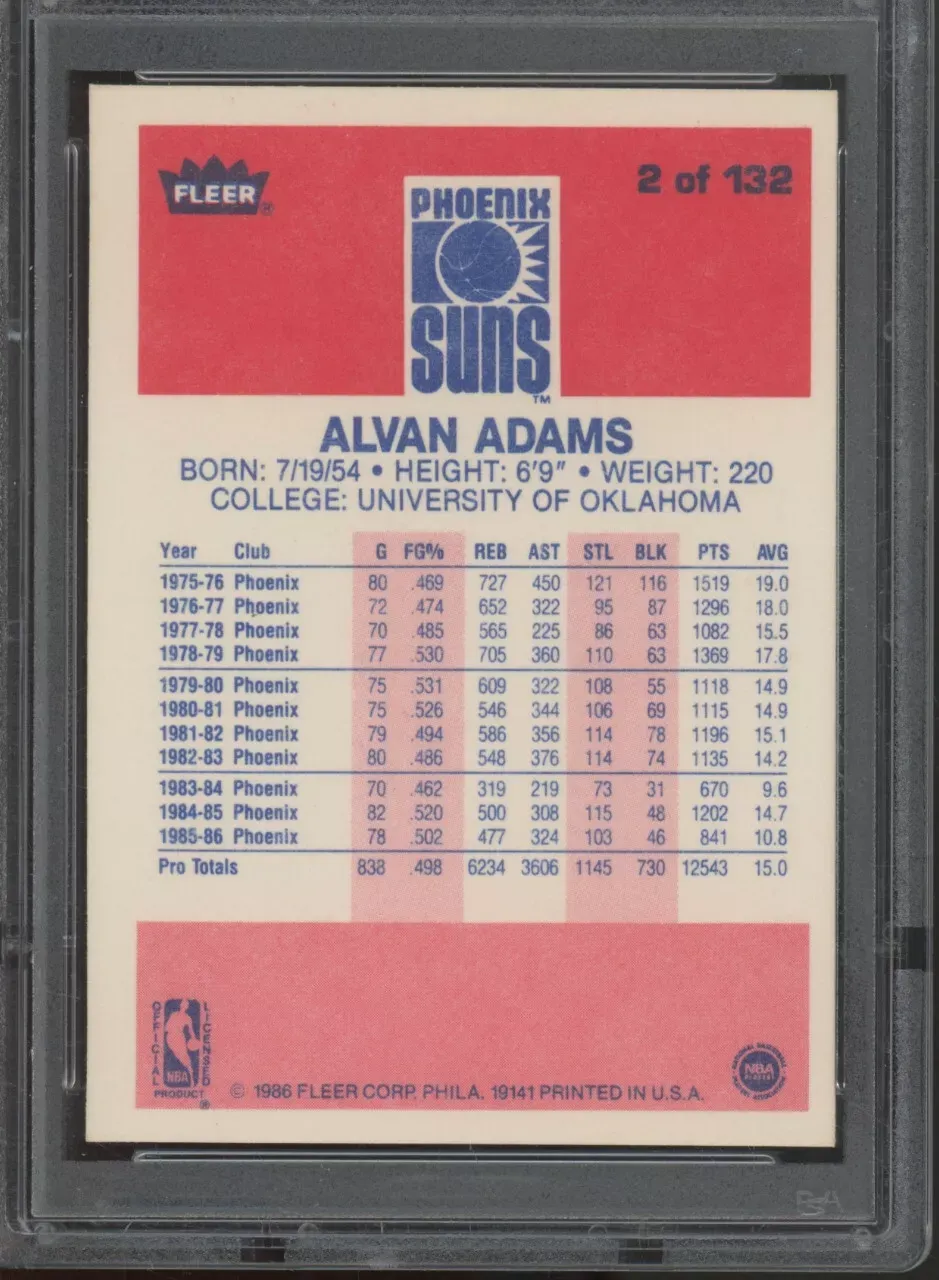 FLEER®
2 of 132
PHOENIX
SUNS
TM
ALVAN ADAMS
BORN: 7/19/54 • HEIGHT: 6'9" • WEIGHT: 220
COLLEGE: UNIVERSITY OF OKLAHOMA
Year Club G FG% REB AST STL BLK PTS AVG
1975-76 Phoenix 80 .469 727 450 121 116 1519 19.0
1976-77 Phoenix 72 .474 652 322 95 87 1296 18.0
1977-78 Phoenix 70 .485 565 225 86 63 1082 15.5
1978-79 Phoenix 77 .530 705 360 110 63 1369 17.8
1979-80 Phoenix 75 .531 609 322 108 55 1118 14.9
1980-81 Phoenix 75 .526 546 344 106 69 1115 14.9
1981-82 Phoenix 79 .494 586 356 114 78 1196 15.1
1982-83 Phoenix 80 .486 548 376 114 74 1135 14.2
1983-84 Phoenix 70 .462 319 219 73 31 670 9.6
1984-85 Phoenix 82 .520 500 308 115 48 1202 14.7
1985-86 Phoenix 78 .502 477 324 103 46 841 10.8
Pro Totals 838 .498 6234 3606 1145 730 12543 15.0
OFFICIAL
LICENSED
NBA
PRODUCT
®
© 1986 FLEER CORP. PHILA. 19141 PRINTED IN U.S.A.
NBA
PLAYERS
PSA